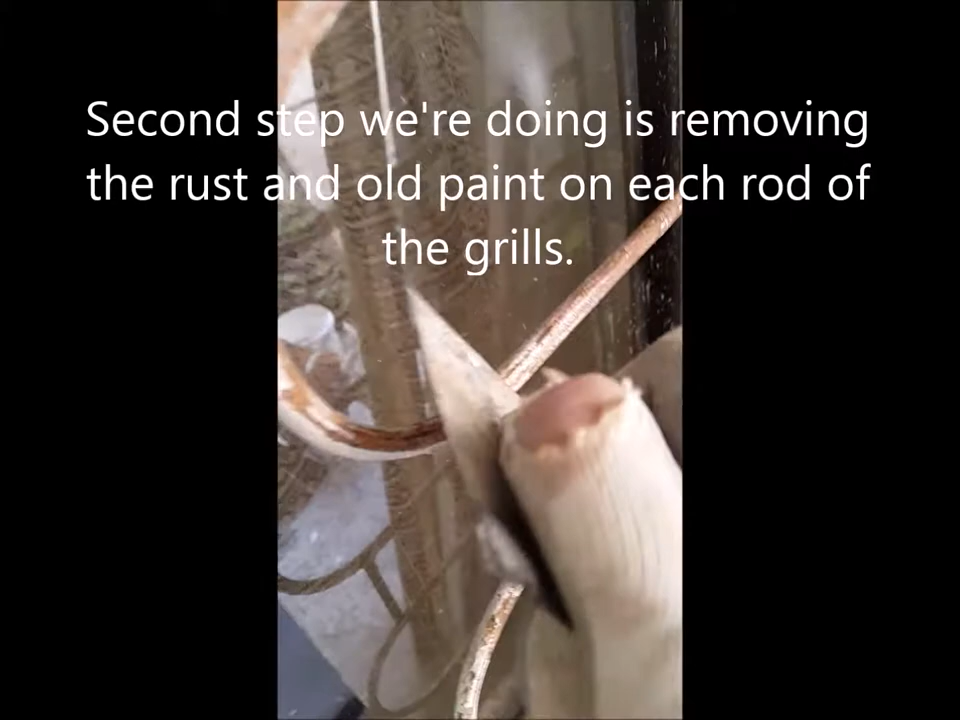 Second step we're doing is removing
the rust and old paint on each rod of
the grills.